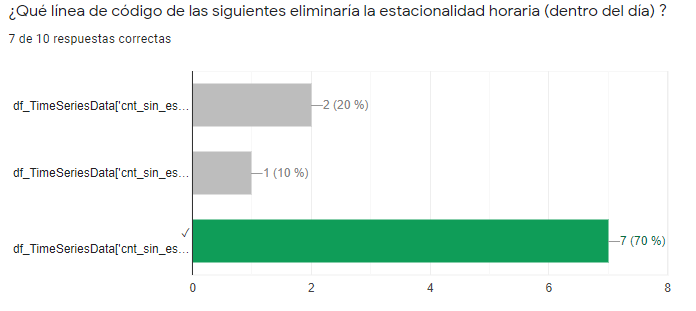 ¿Qué línea de código de las siguientes eliminaría la estacionalidad horaria (dentro del día) ?
7 de 10 respuestas correctas
df_TimeSeriesData['cnt_sin_es...
2 (20 %)
df_TimeSeriesData['cnt_sin_es...
1 (10 %)
✓
df_TimeSeriesData['cnt_sin_es...
7 (70 %)
0 2 4 6 8